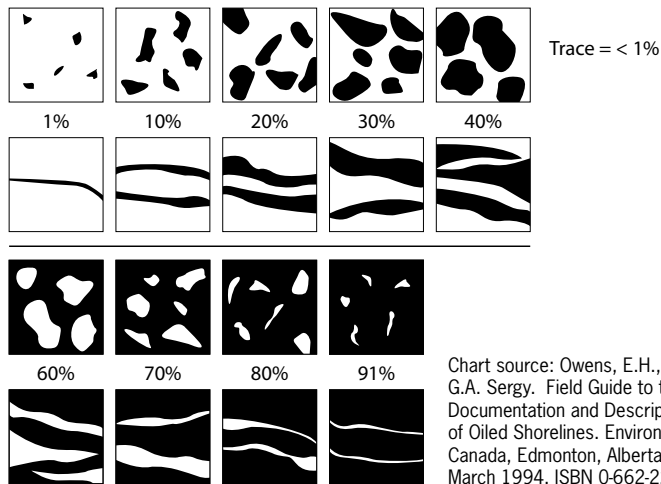 Trace = < 1%
1% 10% 20% 30% 40%
60% 70% 80% 91%
Chart source: Owens, E.H.,
G.A. Sergy. Field Guide to
Documentation and Descrip
of Oiled Shorelines. Environ
Canada, Edmonton, Alberta
March 1994. ISBN 0-662-2